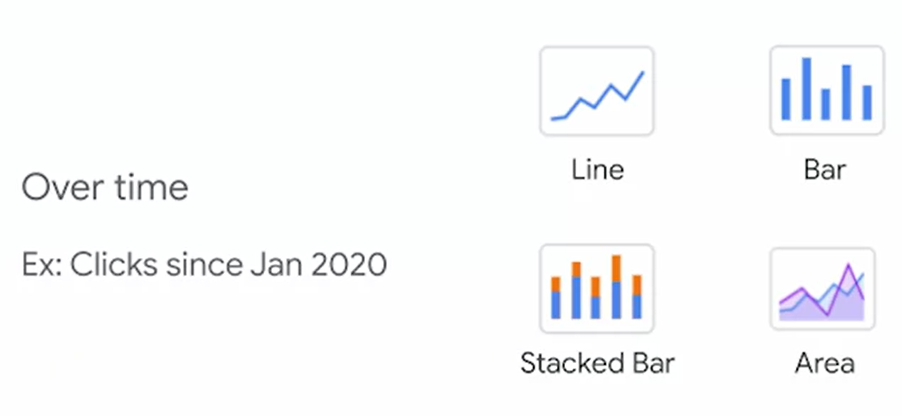 Over time
Ex: Clicks since Jan 2020
Line
Bar
Stacked Bar
Area